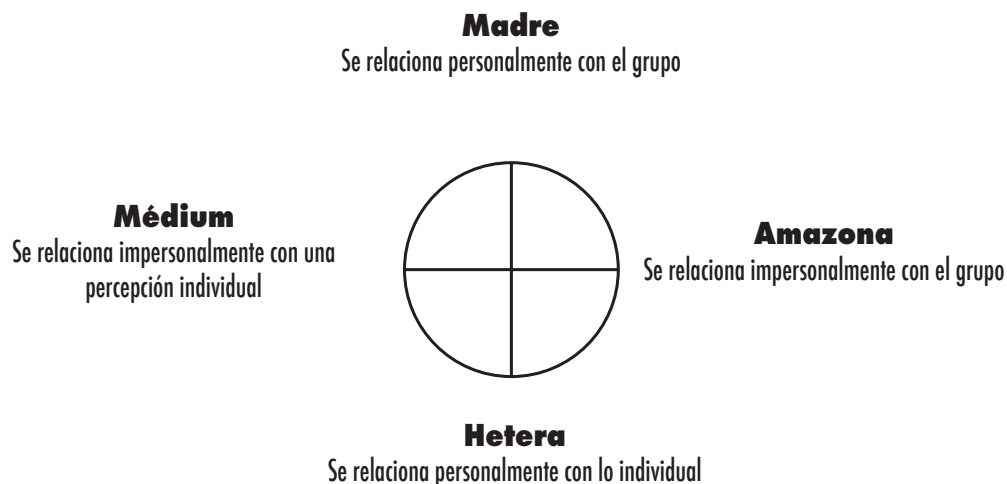 Madre
Se relaciona personalmente con el grupo
Médium
Se relaciona impersonalmente con una
percepción individual
Amazona
Se relaciona impersonalmente con el grupo
Hetera
Se relaciona personalmente con lo individual